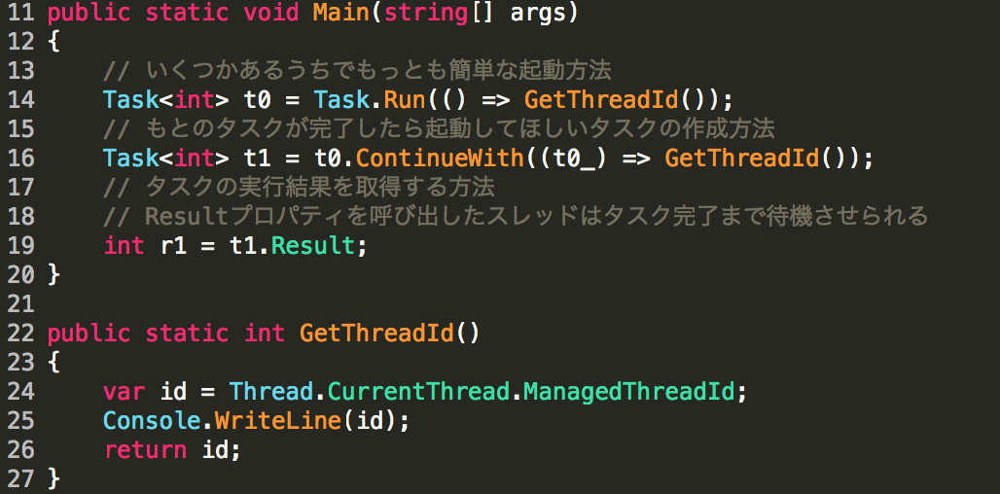 11 public static void Main(string[] args)
12 {
13     // いくつかあるうちでもっとも簡単な起動方法
14     Task<int> t0 = Task.Run(() => GetThreadId());
15     // もとのタスクが完了したら起動してほしいタスクの作成方法
16     Task<int> t1 = t0.ContinueWith((t0_) => GetThreadId());
17     // タスクの実行結果を取得する方法
18     // Resultプロパティを呼び出したスレッドはタスク完了まで待機させられる
19     int r1 = t1.Result;
20 }
21
22 public static int GetThreadId()
23 {
24     var id = Thread.CurrentThread.ManagedThreadId;
25     Console.WriteLine(id);
26     return id;
27 }